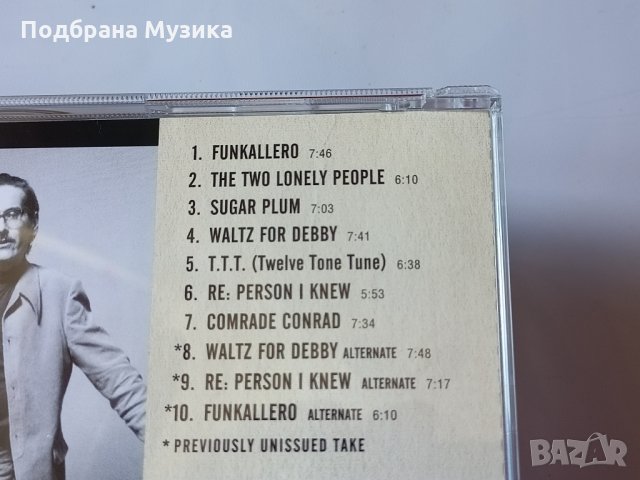 Подбрана Музика
1. FUNKALLERO 7:46
2. THE TWO LONELY PEOPLE 6:10
3. SUGAR PLUM 7:03
4. WALTZ FOR DEBBY 7:41
5. T.T.T. (Twelve Tone Tune) 6:38
6. RE: PERSON I KNEW 5:53
7. COMRADE CONRAD 7:34
*8. WALTZ FOR DEBBY ALTERNATE 7:48
*9. RE: PERSON I KNEW ALTERNATE 7:17
*10. FUNKALLERO ALTERNATE 6:10
* PREVIOUSLY UNISSUED TAKE
BAZAR